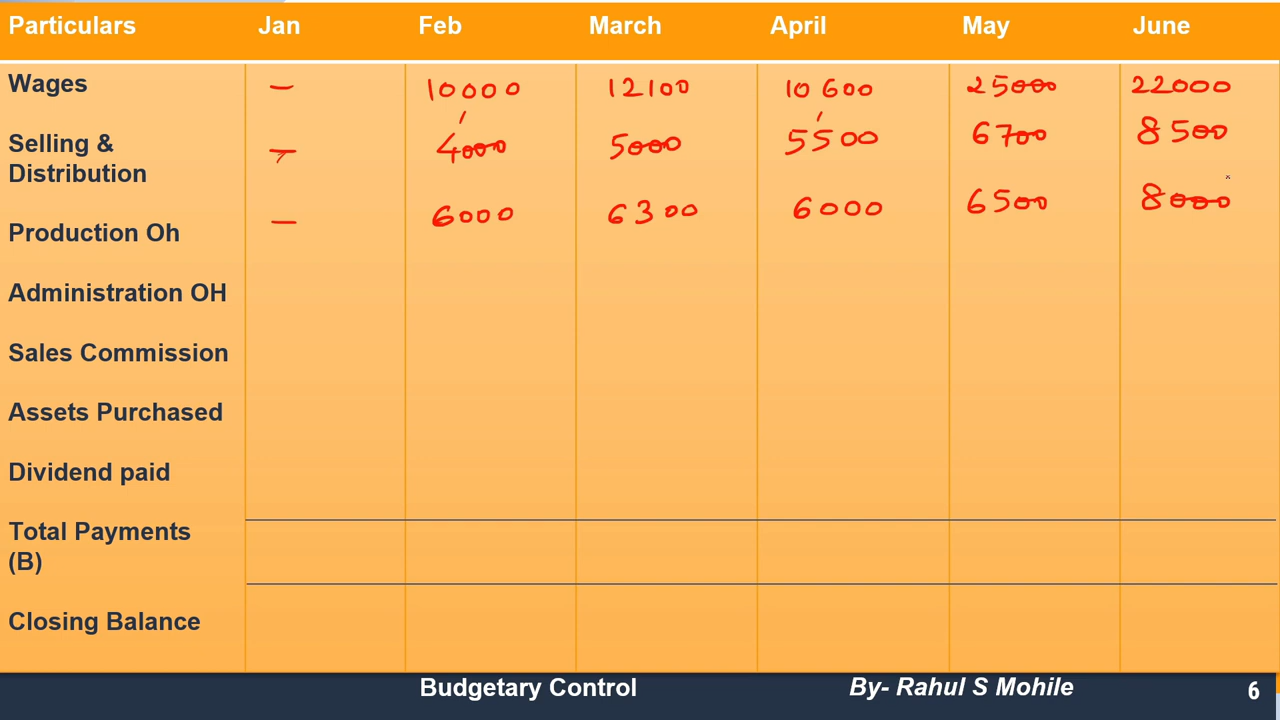 Particulars Jan Feb March April May June
Wages — 10000 12100 10600 25000 22000
Selling & — 4000 5000 5500 6700 8500
Distribution
Production Oh — 6000 6300 6000 6500 8000
Administration OH
Sales Commission
Assets Purchased
Dividend paid
Total Payments
(B)
Closing Balance
Budgetary Control By- Rahul S Mohile 6